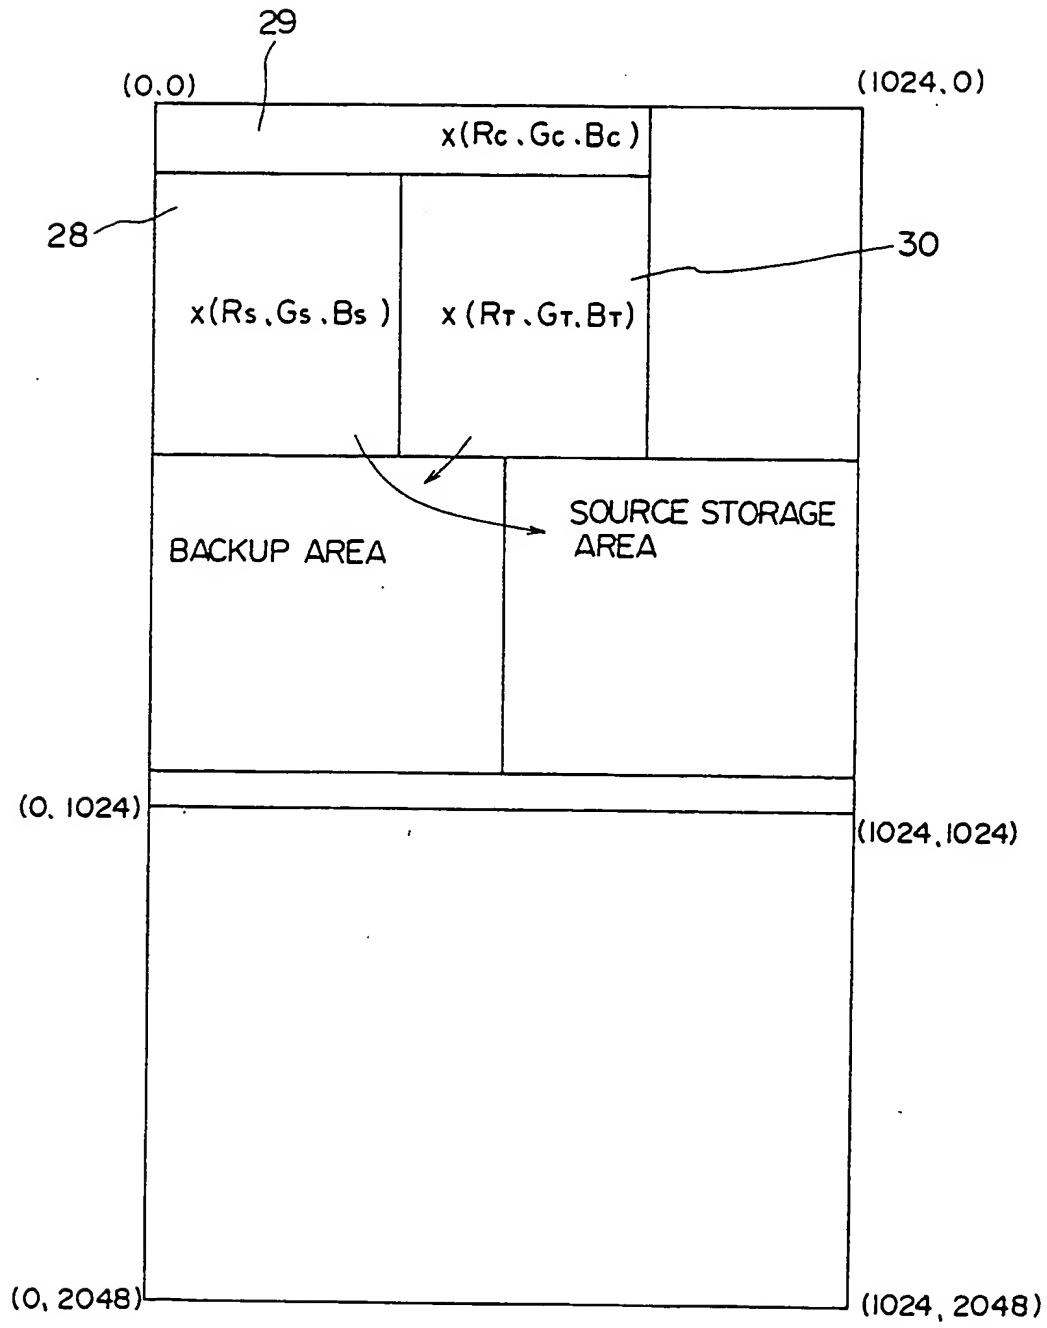 29
(0.0)
(1024.0)
x(Rc.Gc.Bc)
28
30
x(Rs.Gs.Bs)
x(RT.GT.BT)
SOURCE STORAGE
AREA
BACKUP AREA
(0.1024)
(1024.1024)
(0, 2048)
(1024, 2048)